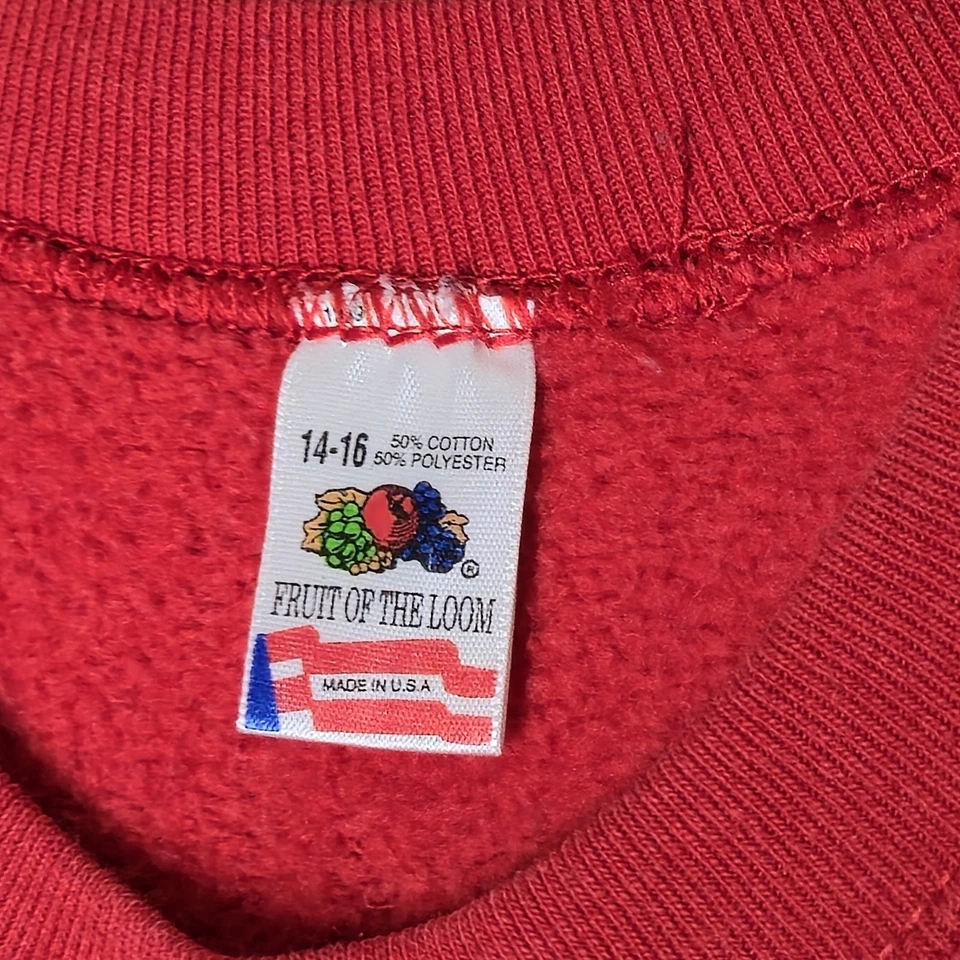 14-16 50% COTTON
50% POLYESTER
®
FRUIT OF THE LOOM
MADE IN U.S.A